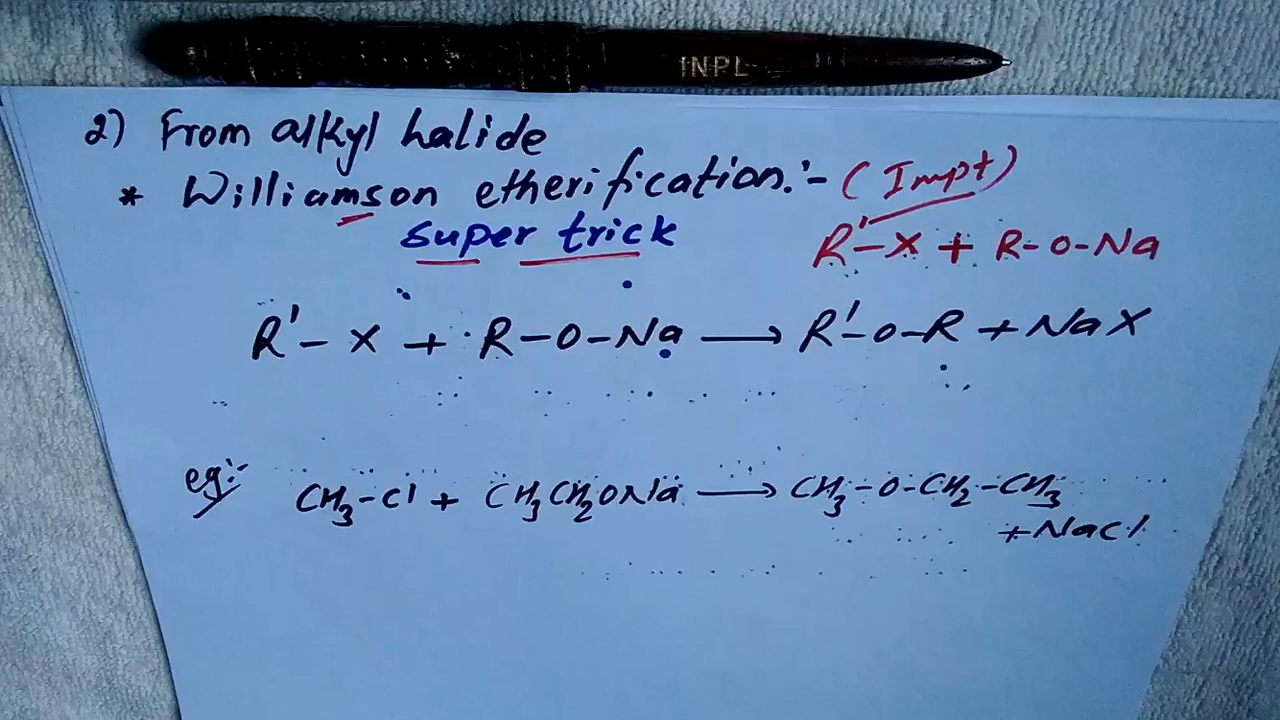 INPL
2) From alkyl halide
* Williamson etherification:- (Impt)
super trick
R'-X + R-O-Na
R'-X + R-O-Na ⟶ R'-O-R + NaX
eg:- CH₃-Cl + CH₃CH₂ONa ⟶ CH₃-O-CH₂-CH₃
+NaCl